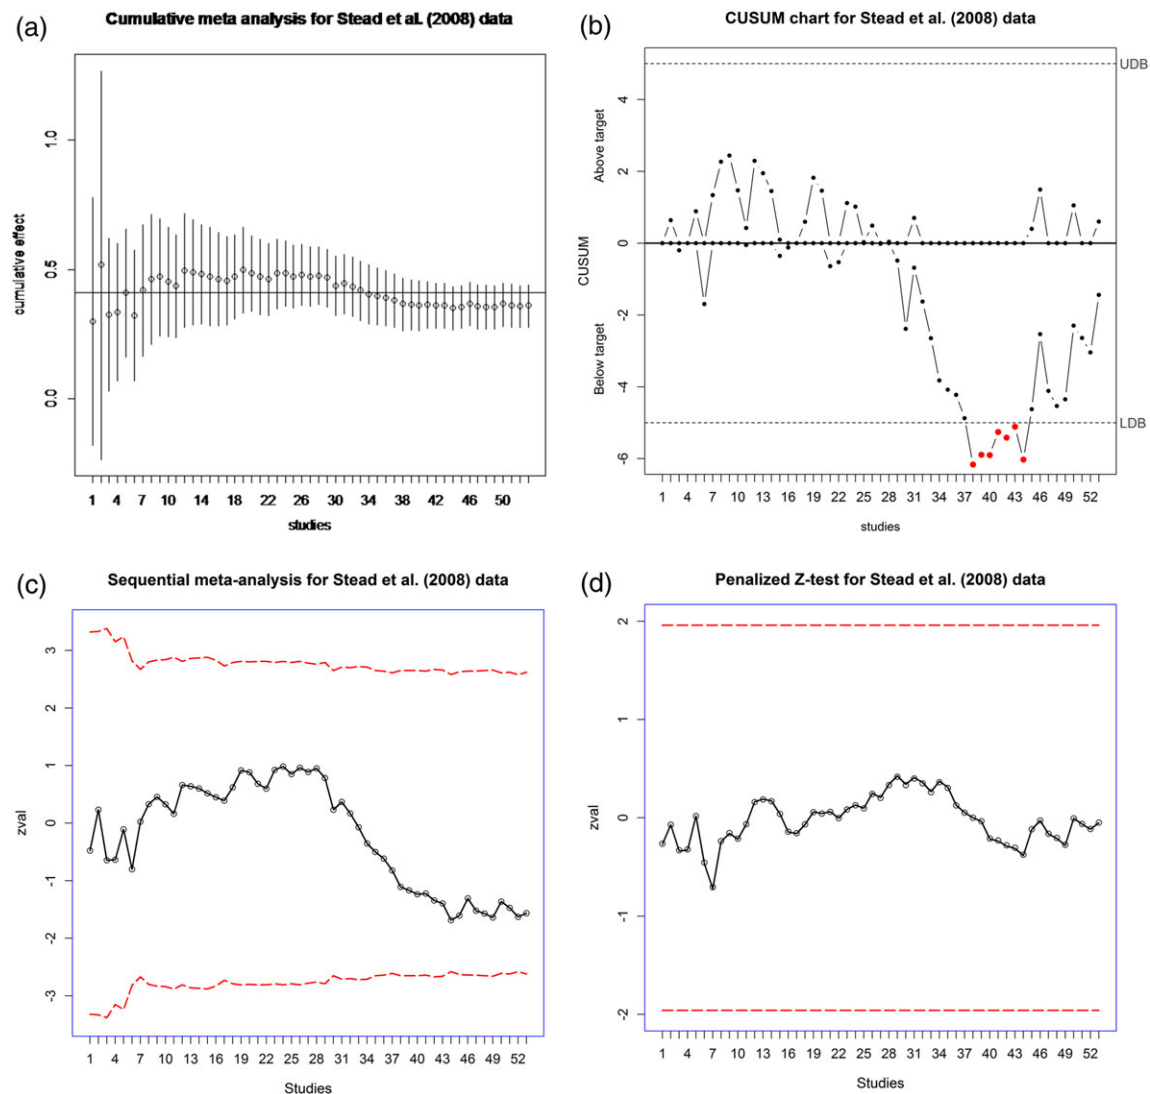 (a)
Cumulative meta analysis for Stead et al. (2008) data
cumulative effect
1.0
0.5
0.0
1 4 7 10 14 18 22 26 30 34 38 42 46 50
studies
(b)
CUSUM chart for Stead et al. (2008) data
UDB
LDB
Above target
CUSUM
Below target
4
2
0
-2
-4
-6
1 4 7 10 13 16 19 22 25 28 31 34 37 40 43 46 49 52
studies
(c)
Sequential meta-analysis for Stead et al. (2008) data
zval
3
2
1
0
-1
-2
-3
1 4 7 10 13 16 19 22 25 28 31 34 37 40 43 46 49 52
Studies
(d)
Penalized Z-test for Stead et al. (2008) data
zval
2
1
0
-1
-2
1 4 7 10 13 16 19 22 25 28 31 34 37 40 43 46 49 52
Studies